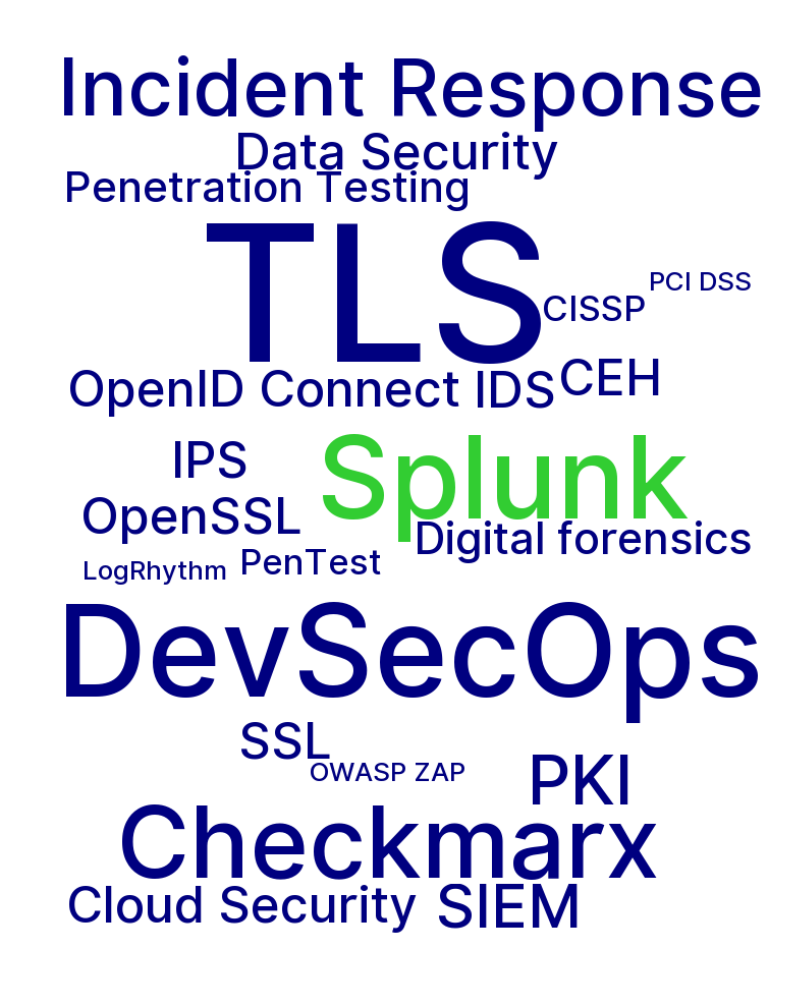 Incident Response
Data Security
Penetration Testing
TLS
PCI DSS
CISSP
OpenID Connect
IDS
CEH
IPS
Splunk
OpenSSL
Digital forensics
LogRhythm
PenTest
DevSecOps
SSL
OWASP ZAP
PKI
Checkmarx
Cloud Security
SIEM